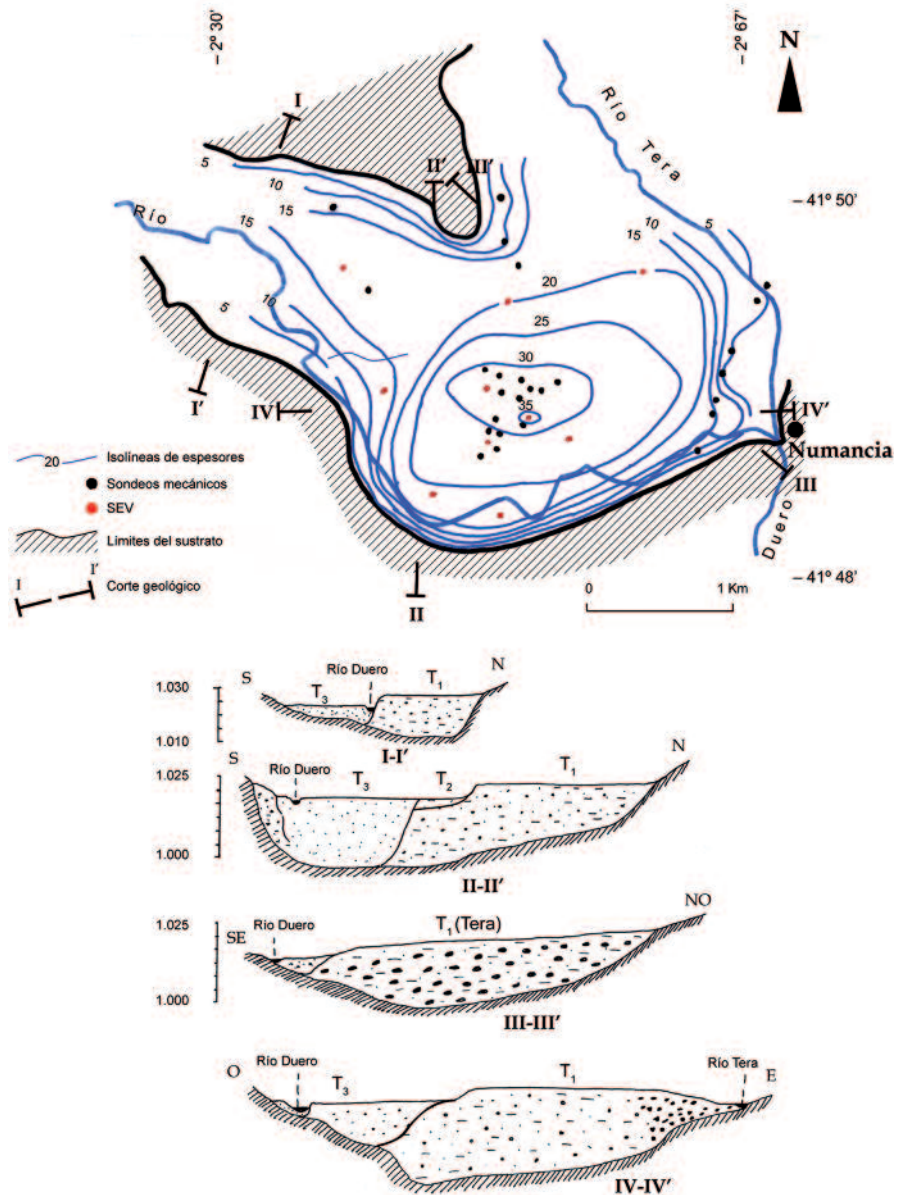 – 2º 30'
– 2º 67'
N
I
II'
III'
Río Tera
5
10
15
– 41º 50'
Río
15
10
5
15
10
5
20
25
30
35
I'
IV
IV'
Numancia
III
Duero
II
– 41º 48'
20 Isolineas de espesores
Sondeos mecánicos
SEV
Limites del sustrato
I I' Corte geológico
0 1 Km
S Río Duero N
T3 T1
1.030
1.010
I-I'
S Río Duero N
T3 T2 T1
1.025
1.000
II-II'
SE Río Duero NO
T1 (Tera)
1.025
1.000
III-III'
O Río Duero Río Tera E
T3 T1
IV-IV'